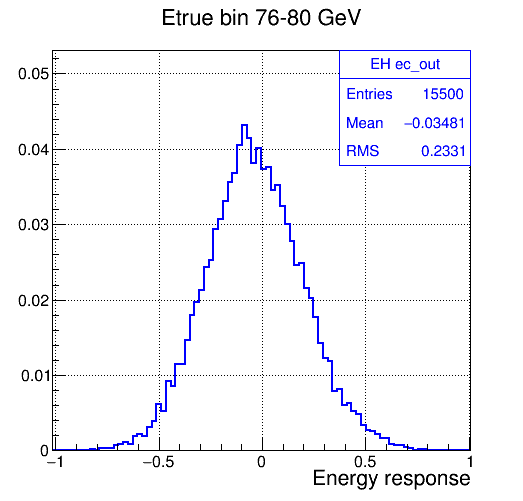 Etrue bin 76-80 GeV
EH ec_out
Entries 15500
Mean −0.03481
RMS 0.2331
0.05
0.04
0.03
0.02
0.01
0
−1 −0.5 0 0.5 1
Energy response